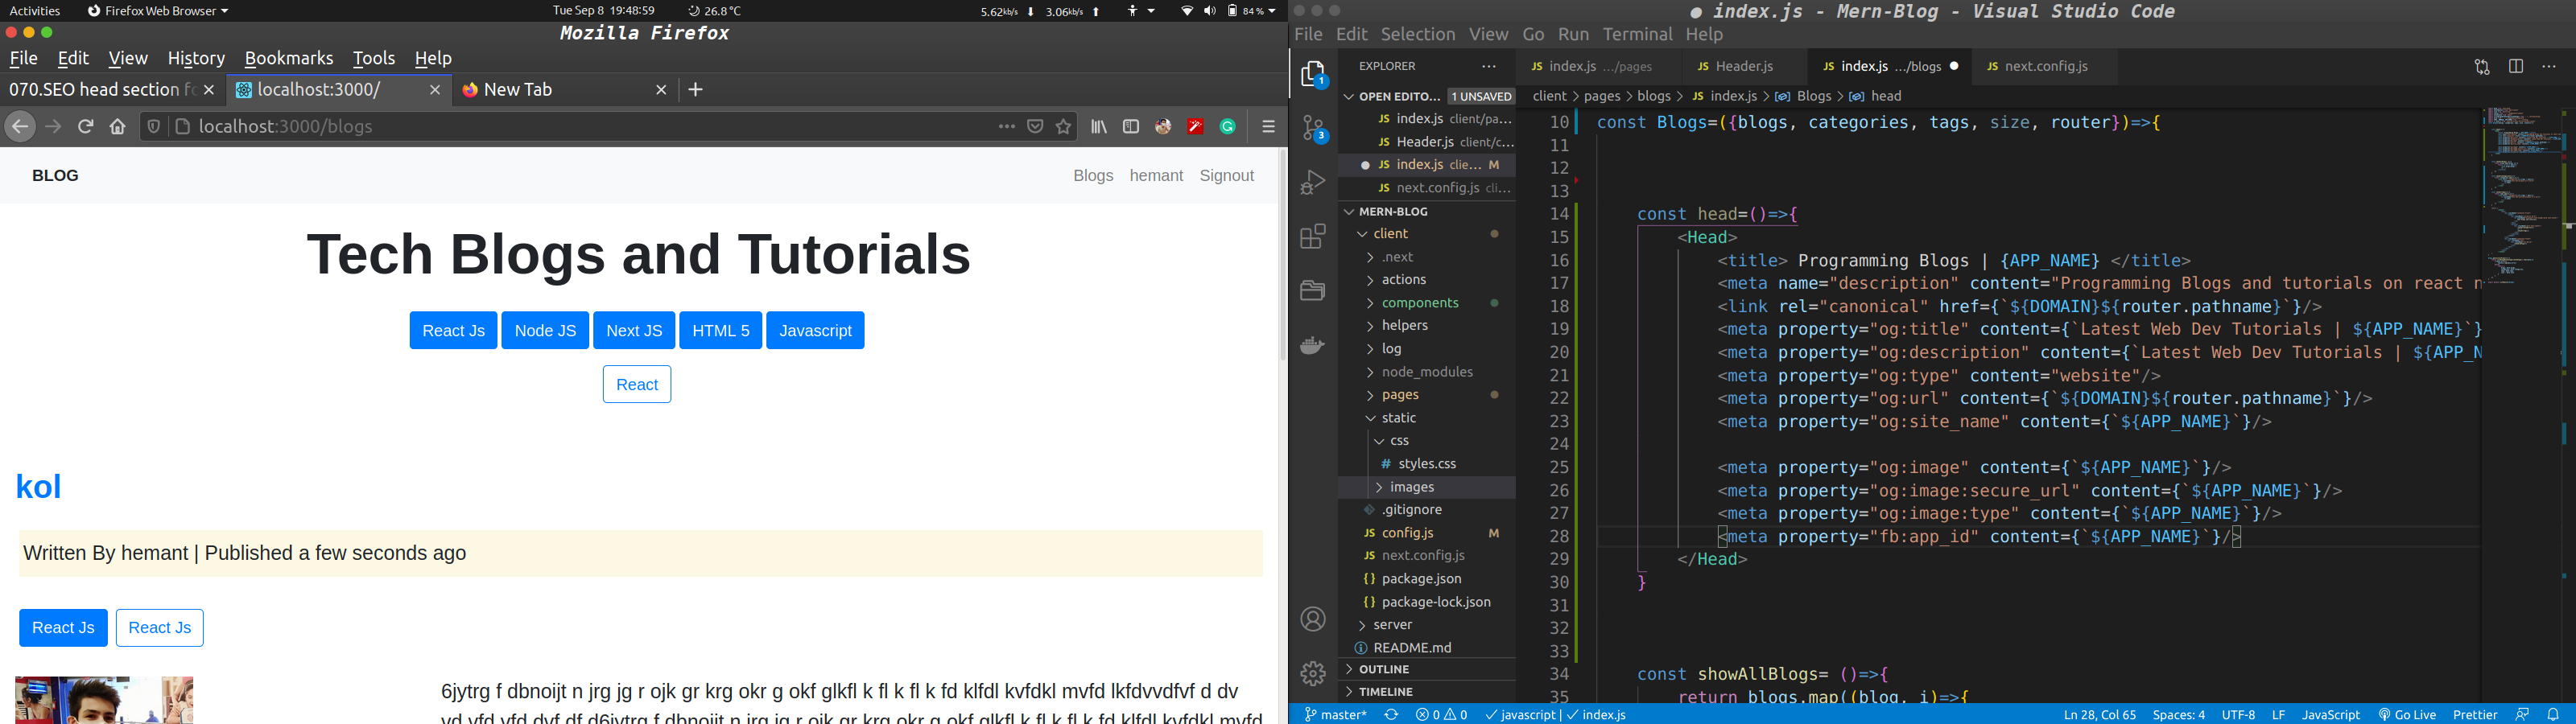 Activities Firefox Web Browser Tue Sep 8 19:48:59 26.8 °C 5.62kb/s 3.06kb/s 84 %
Mozilla Firefox
File Edit View History Bookmarks Tools Help
070.SEO head section fo localhost:3000/ New Tab
localhost:3000/blogs
BLOG Blogs hemant Signout
Tech Blogs and Tutorials
React Js Node JS Next JS HTML 5 Javascript
React
kol
Written By hemant | Published a few seconds ago
React Js React Js
6jytrg f dbnoijt n jrg jg r ojk gr krg okr g okf glkfl k fl k fl k fd klfdl kvfdkl mvfd lkfdvvdfvf d dv
vd vfd vfd dvf df d6jytrg f dbnoijt n jrg jg r ojk gr krg okr g okf glkfl k fl k fl k fd klfdl kvfdkl mvfd
● index.js - Mern-Blog - Visual Studio Code
File Edit Selection View Go Run Terminal Help
EXPLORER ···
1
3
OPEN EDITO... 1 UNSAVED
JS index.js client/pa...
JS Header.js client/c...
JS index.js clie... M
JS next.config.js cli...
MERN-BLOG
client
.next
actions
components
helpers
log
node_modules
pages
static
css
# styles.css
images
.gitignore
JS config.js M
JS next.config.js
{} package.json
{} package-lock.json
server
README.md
OUTLINE
TIMELINE
JS index.js .../pages JS Header.js JS index.js .../blogs ● JS next.config.js
client > pages > blogs > JS index.js > Blogs > head
10 const Blogs=({blogs, categories, tags, size, router})=>{
11
12
13
14 const head=()=>{
15 <Head>
16 <title> Programming Blogs | {APP_NAME} </title>
17 <meta name="description" content="Programming Blogs and tutorials on react n
18 <link rel="canonical" href={`${DOMAIN}${router.pathname}`}/>
19 <meta property="og:title" content={`Latest Web Dev Tutorials | ${APP_NAME}`}
20 <meta property="og:description" content={`Latest Web Dev Tutorials | ${APP_N
21 <meta property="og:type" content="website"/>
22 <meta property="og:url" content={`${DOMAIN}${router.pathname}`}/>
23 <meta property="og:site_name" content={`${APP_NAME}`}/>
24
25 <meta property="og:image" content={`${APP_NAME}`}/>
26 <meta property="og:image:secure_url" content={`${APP_NAME}`}/>
27 <meta property="og:image:type" content={`${APP_NAME}`}/>
28 <meta property="fb:app_id" content={`${APP_NAME}`}/>
29 </Head>
30 }
31
32
33
34 const showAllBlogs= ()=>{
35 return blogs.map((blog, i)=>{
master* 0 0 javascript | index.js Ln 28, Col 65 Spaces: 4 UTF-8 LF JavaScript Go Live Prettier